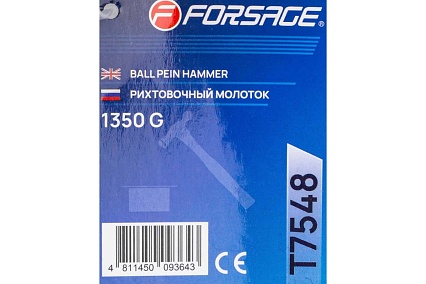 FORSAGE®
BALL PEIN HAMMER
РИХТОВОЧНЫЙ МОЛОТОК
1350 G
T7548
4 811450 093643
CE